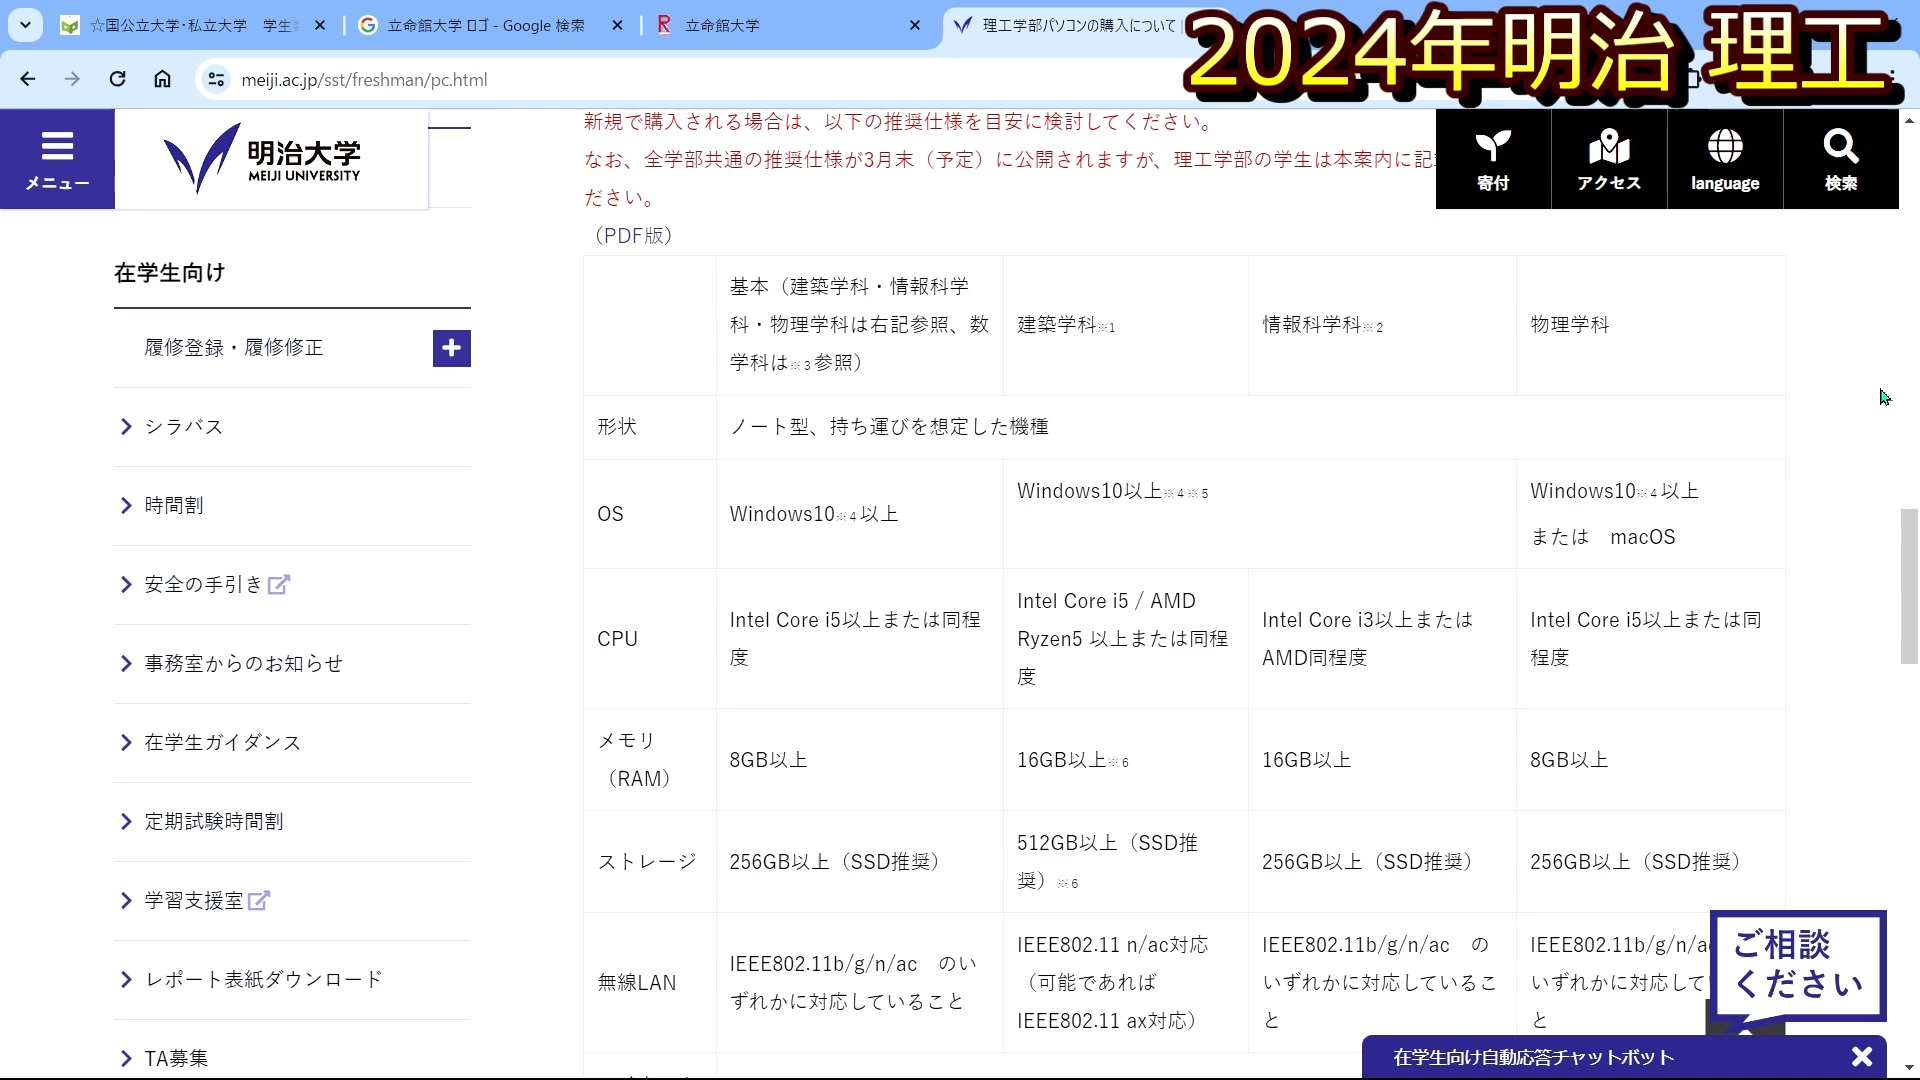 ☆国公立大学･私立大学　学生
立命館大学 ロゴ - Google 検索
立命館大学
理工学部パソコンの購入について
2024年明治 理工
meiji.ac.jp/sst/freshman/pc.html
メニュー
明治大学
MEIJI UNIVERSITY
寄付
アクセス
language
検索
新規で購入される場合は、以下の推奨仕様を目安に検討してください。
なお、全学部共通の推奨仕様が3月末（予定）に公開されますが、理工学部の学生は本案内に記
ださい。
（PDF版）
在学生向け
履修登録・履修修正
シラバス
時間割
安全の手引き
事務室からのお知らせ
在学生ガイダンス
定期試験時間割
学習支援室
レポート表紙ダウンロード
TA募集
基本（建築学科・情報科学
科・物理学科は右記参照、数
学科は※3参照）
建築学科※1
情報科学科※2
物理学科
形状
ノート型、持ち運びを想定した機種
OS
Windows10※4以上
Windows10以上※4※5
Windows10※4以上
または　macOS
CPU
Intel Core i5以上または同程
度
Intel Core i5 / AMD
Ryzen5 以上または同程
度
Intel Core i3以上または
AMD同程度
Intel Core i5以上または同
程度
メモリ
（RAM）
8GB以上
16GB以上※6
16GB以上
8GB以上
ストレージ
256GB以上（SSD推奨）
512GB以上（SSD推
奨）※6
256GB以上（SSD推奨）
256GB以上（SSD推奨）
無線LAN
IEEE802.11b/g/n/ac　のい
ずれかに対応していること
IEEE802.11 n/ac対応
（可能であれば
IEEE802.11 ax対応）
IEEE802.11b/g/n/ac　の
いずれかに対応しているこ
と
IEEE802.11b/g/n/a
いずれかに対応して
と
ご相談
ください
在学生向け自動応答チャットボット